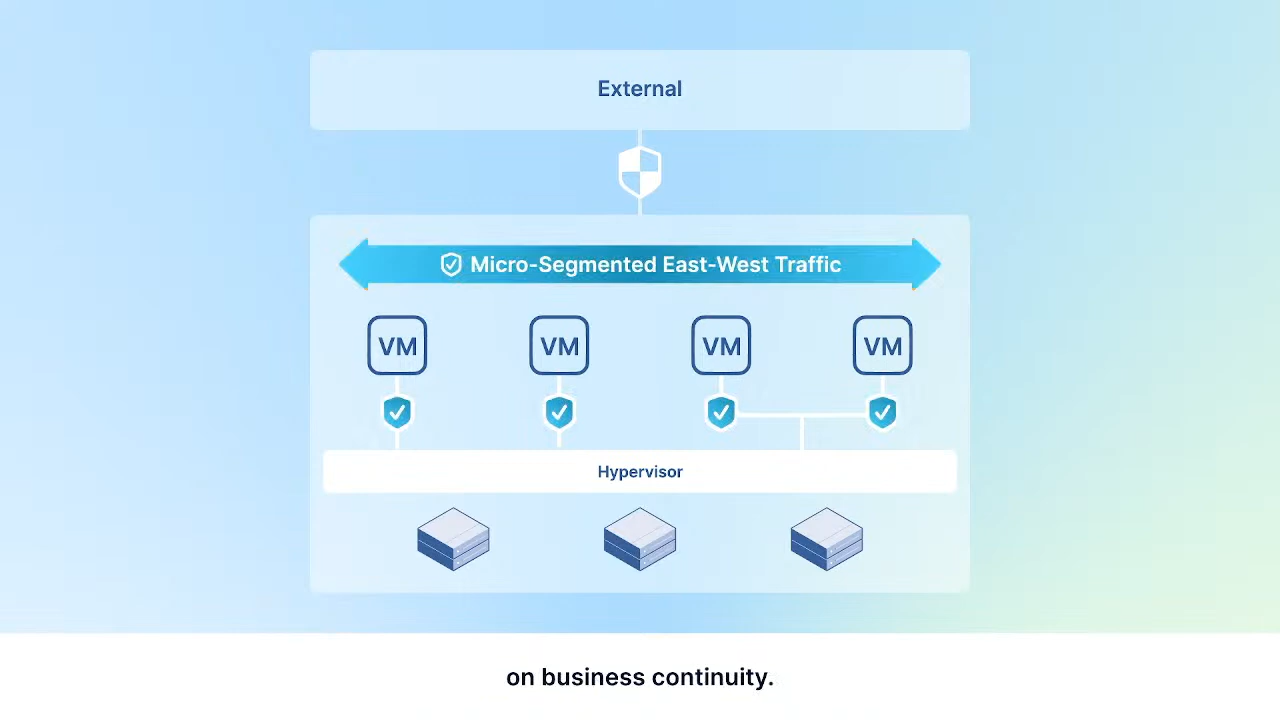 External
Micro-Segmented East-West Traffic
VM VM VM VM
Hypervisor
on business continuity.